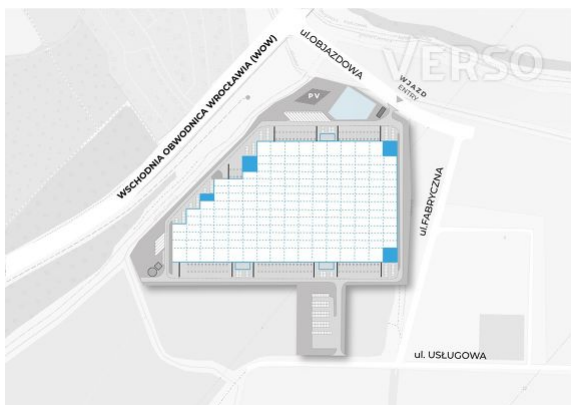 VERSO
ul.OBJAZDOWA
WSCHODNIA OBWODNICA WROCŁAWIA (WOW)
WJAZD
ENTRY
PV
ul.FABRYCZNA
ul. USŁUGOWA